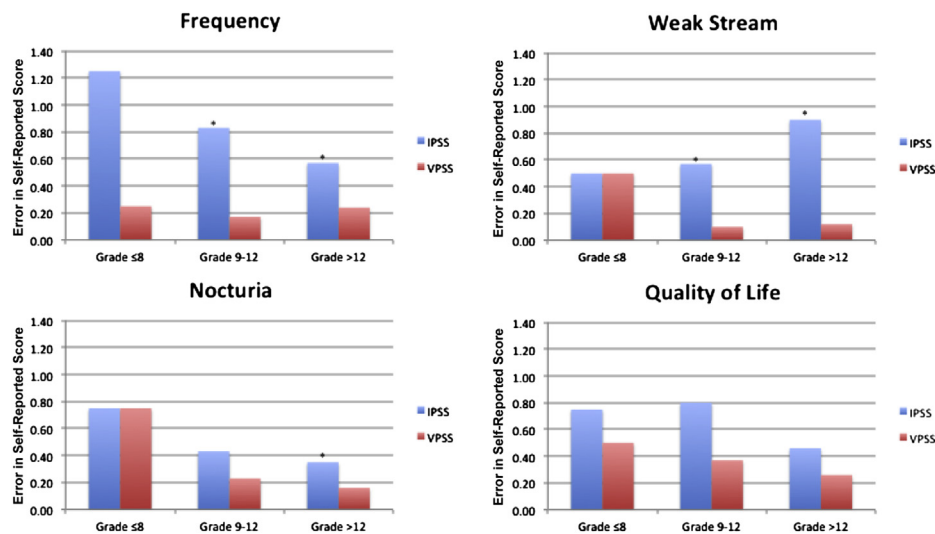 Frequency
Error in Self-Reported Score
1.40
1.20
1.00
0.80
0.60
0.40
0.20
0.00
*
*
Grade ≤8 Grade 9-12 Grade >12
IPSS
VPSS
Weak Stream
Error in Self-Reported Score
1.40
1.20
1.00
0.80
0.60
0.40
0.20
0.00
*
*
Grade ≤8 Grade 9-12 Grade >12
IPSS
VPSS
Nocturia
Error in Self-Reported Score
1.40
1.20
1.00
0.80
0.60
0.40
0.20
0.00
*
Grade ≤8 Grade 9-12 Grade >12
IPSS
VPSS
Quality of Life
Error in Self-Reported Score
1.40
1.20
1.00
0.80
0.60
0.40
0.20
0.00
Grade ≤8 Grade 9-12 Grade >12
IPSS
VPSS